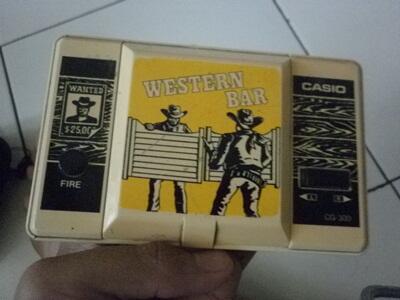 WANTED
$25.00
FIRE
WESTERN
BAR
CASIO
CG-300